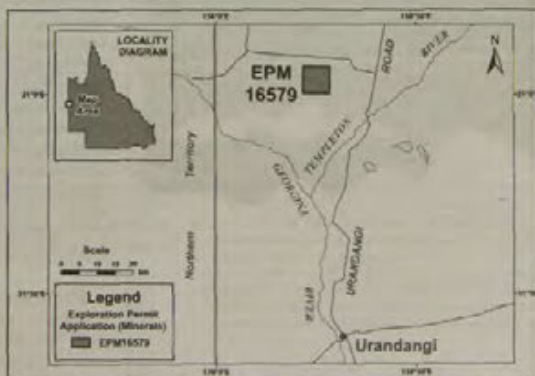 LOCALITY
DIAGRAM
Map
Area
EPM
16579
N
ROAD
RIVER
TEMPLETON
GEORGINA
Territory
Northern
URANDANGI
RIVER
Scale
Legend
Exploration Permit
Application (Minerals)
EPM16579
Urandangi